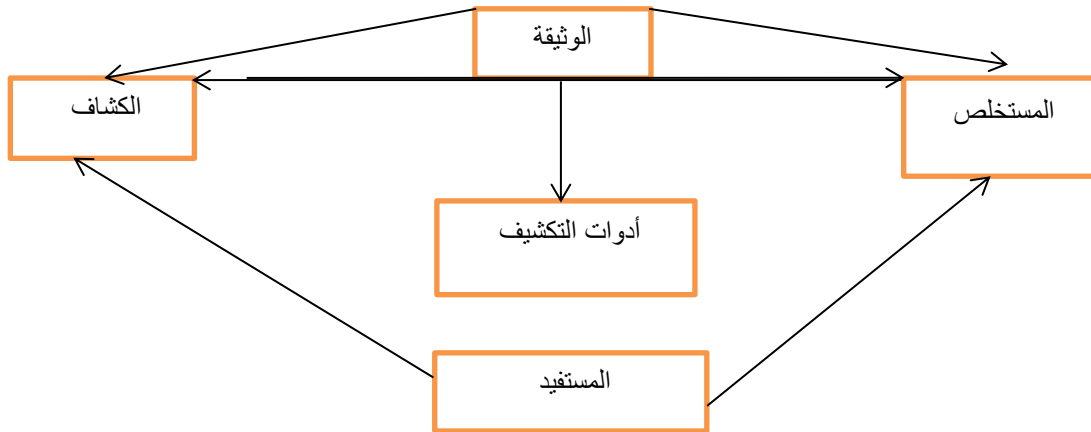 الوثيقة
الكشاف
المستخلص
أدوات التكشيف
المستفيد